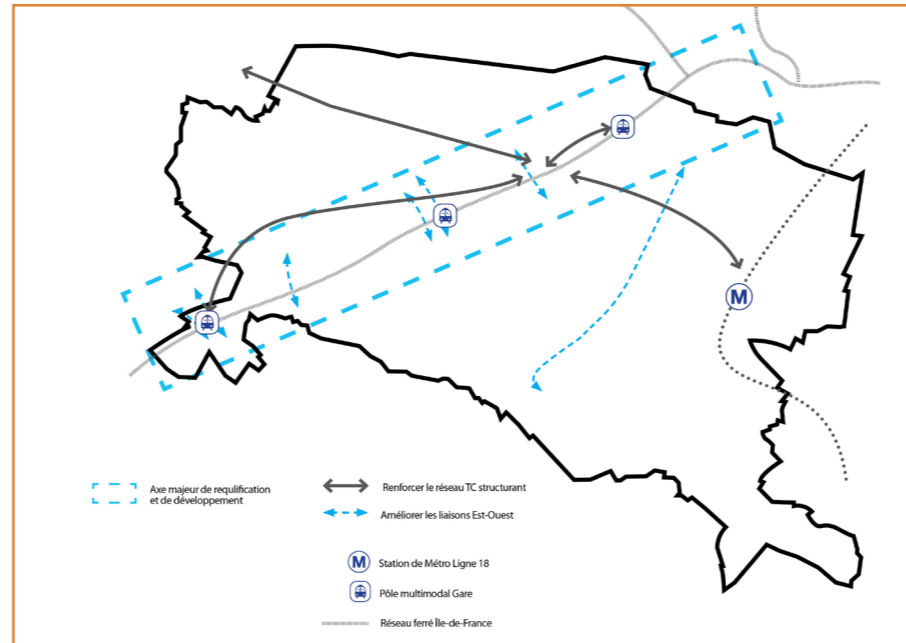 M
Axe majeur de requlification
et de développement
Renforcer le réseau TC structurant
Améliorer les liaisons Est-Ouest
M
Station de Métro Ligne 18
Pôle multimodal Gare
Réseau ferré Île-de-France